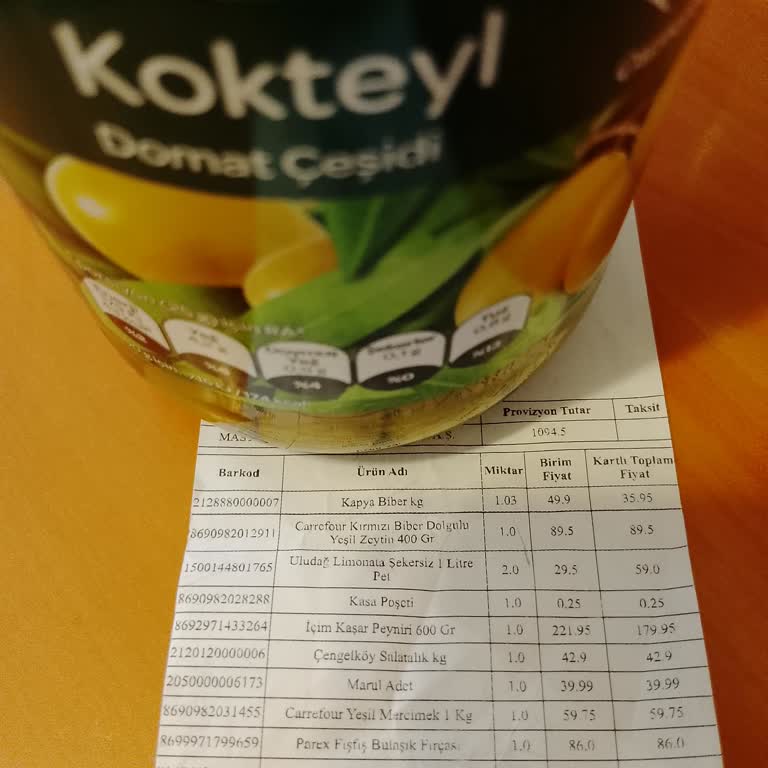 Kokteyl
Domat Çeşidi
%4
%0
%13
Provizyon Tutar Taksit
1094.5
Barkod Ürün Adı Miktar Birim Fiyat Kartlı Toplam Fiyat
2128880000007 Kapya Biber kg 1.03 49.9 35.95
8690982012911 Carrefour Kırmızı Biber Dolgulu Yeşil Zeytin 400 Gr 1.0 89.5 89.5
1500144801765 Uludağ Limonata Şekersiz 1 Litre Pet 2.0 29.5 59.0
8690982028288 Kasa Poşeti 1.0 0.25 0.25
8692971433264 İçim Kaşar Peyniri 600 Gr 1.0 221.95 179.95
2120120000006 Çengelköy Salatalık kg 1.0 42.9 42.9
2050000006173 Marul Adet 1.0 39.99 39.99
8690982031455 Carrefour Yeşil Mercimek 1 Kg 1.0 59.75 59.75
8699971799659 Parex Fışfış Bulaşık Fırçası 1.0 86.0 86.0